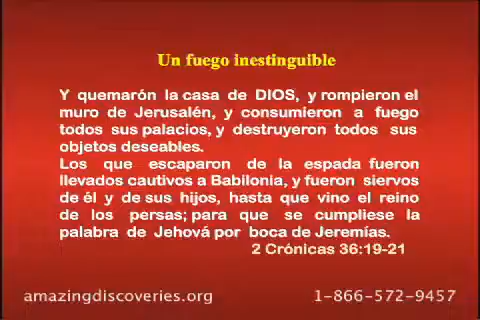 Un fuego inestinguible
Y quemarón la casa de DIOS, y rompieron el
muro de Jerusalén, y consumieron a fuego
todos sus palacios, y destruyeron todos sus
objetos deseables.
Los que escaparon de la espada fueron
llevados cautivos a Babilonia, y fueron siervos
de él y de sus hijos, hasta que vino el reino
de los persas; para que se cumpliese la
palabra de Jehová por boca de Jeremías.
2 Crónicas 36:19-21
amazingdiscoveries.org 1-866-572-9457